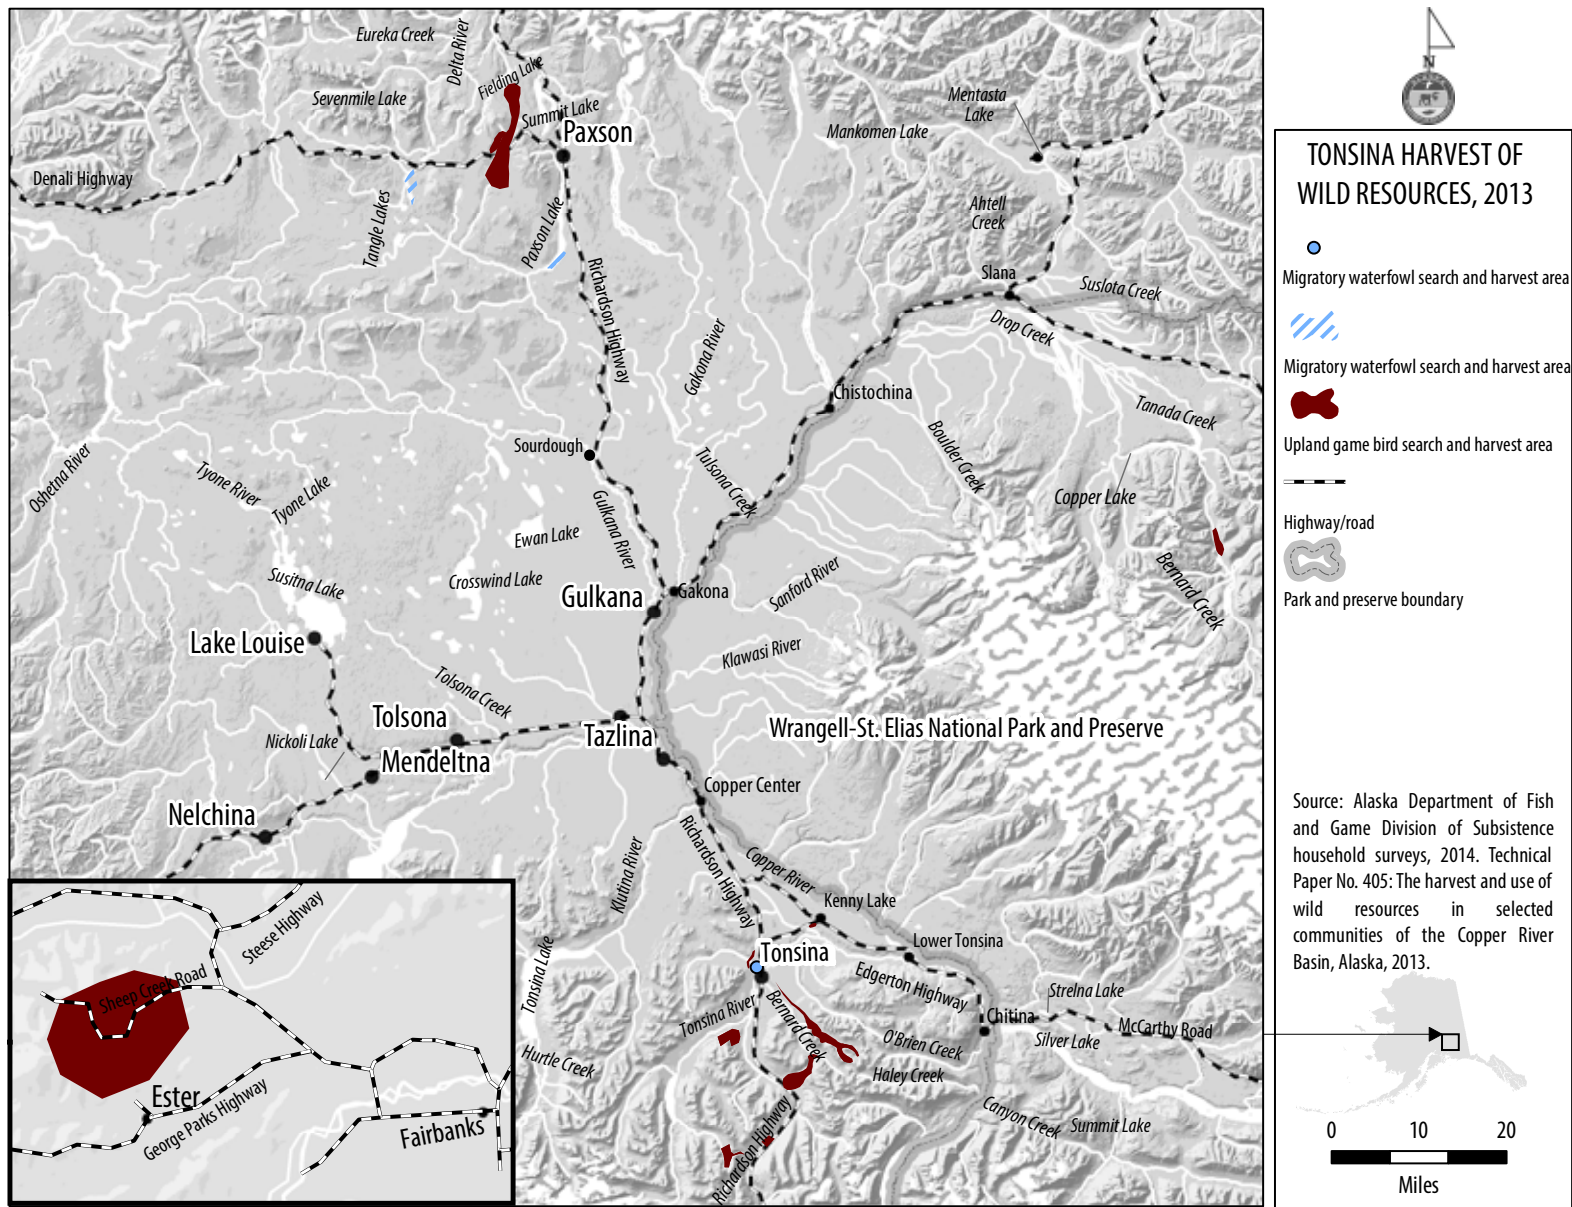 Eureka Creek
Delta River
Fielding Lake
Sevenmile Lake
Summit Lake
Paxson
Mentasta
Lake
Mankomen Lake
Denali Highway
Tangle Lakes
Paxson Lake
Ahtell
Creek
Richardson Highway
Slana
Suslota Creek
Drop Creek
Gakona River
Chistochina
Tanada Creek
Boulder Creek
Sourdough
Oshetna River
Tyone River
Tyone Lake
Tulsona Creek
Copper Lake
Gulkana River
Ewan Lake
Crosswind Lake
Susitna Lake
Sanford River
Bernard Creek
Gulkana
Gakona
Lake Louise
Klawasi River
Tolsona Creek
Tolsona
Tazlina
Wrangell-St. Elias National Park and Preserve
Nickoli Lake
Mendeltna
Copper Center
Nelchina
Richardson Highway
Klutina River
Copper River
Kenny Lake
Lower Tonsina
Tonsina
Edgerton Highway
Tonsina Lake
Tonsina River
Bernard Creek
Strelna Lake
Chitina
McCarthy Road
Silver Lake
O'Brien Creek
Haley Creek
Hurtle Creek
Canyon Creek
Summit Lake
Richardson Highway
Steese Highway
Sheep Creek Road
Ester
George Parks Highway
Fairbanks
N
TONSINA HARVEST OF
WILD RESOURCES, 2013
Migratory waterfowl search and harvest area
Migratory waterfowl search and harvest area
Upland game bird search and harvest area
Highway/road
Park and preserve boundary
Source: Alaska Department of Fish
and Game Division of Subsistence
household surveys, 2014. Technical
Paper No. 405: The harvest and use of
wild resources in selected
communities of the Copper River
Basin, Alaska, 2013.
0 10 20
Miles